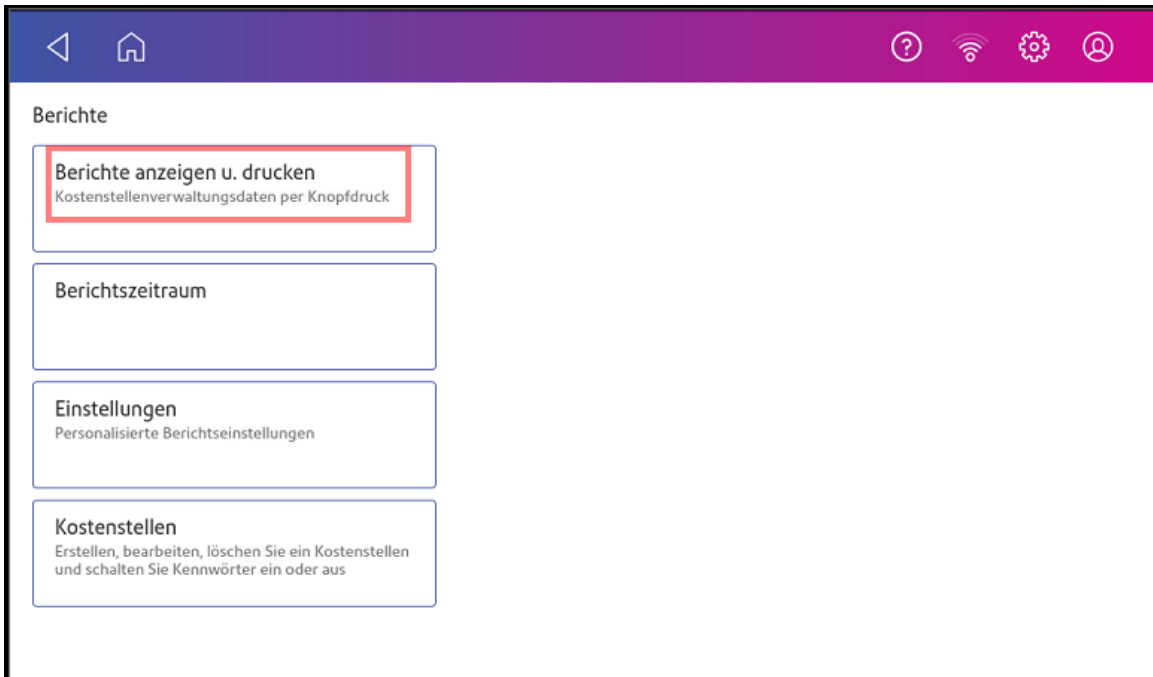 Berichte
Berichte anzeigen u. drucken
Kostenstellenverwaltungsdaten per Knopfdruck
Berichtszeitraum
Einstellungen
Personalisierte Berichtseinstellungen
Kostenstellen
Erstellen, bearbeiten, löschen Sie ein Kostenstellen
und schalten Sie Kennwörter ein oder aus